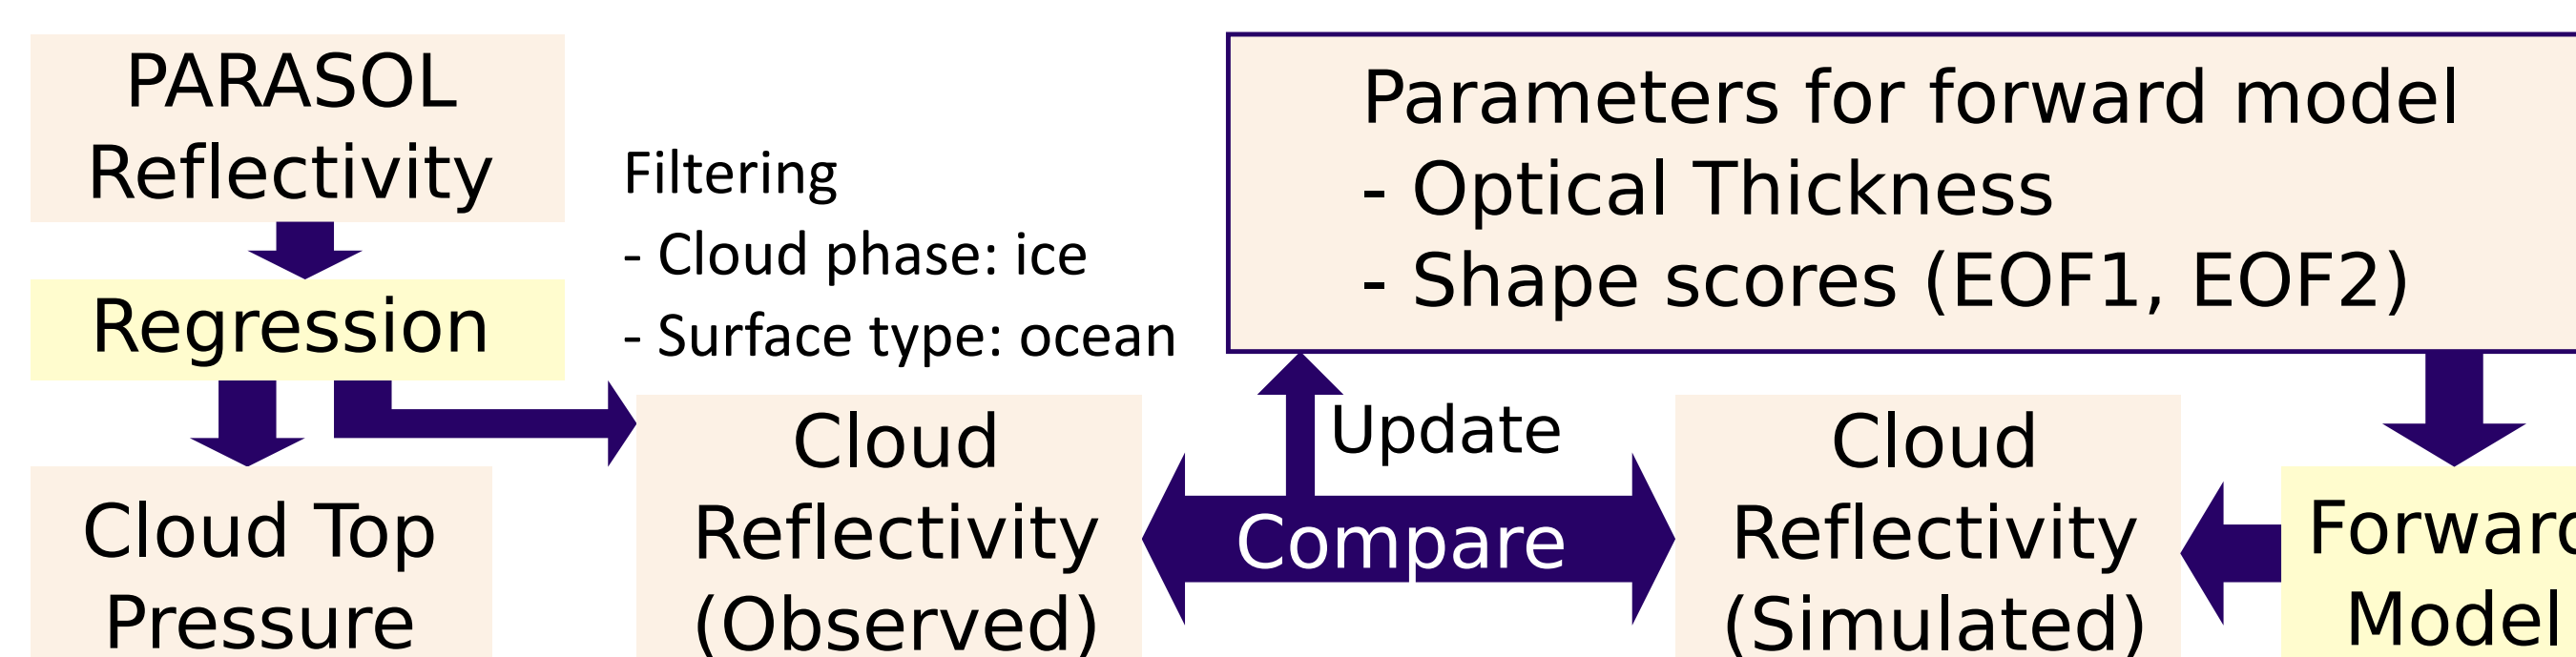 PARASOL
Reflectivity
Regression
Cloud Top
Pressure
Filtering
- Cloud phase: ice
- Surface type: ocean
Cloud
Reflectivity
(Observed)
Parameters for forward model
- Optical Thickness
- Shape scores (EOF1, EOF2)
Update
Compare
Cloud
Reflectivity
(Simulated)
Forward
Model